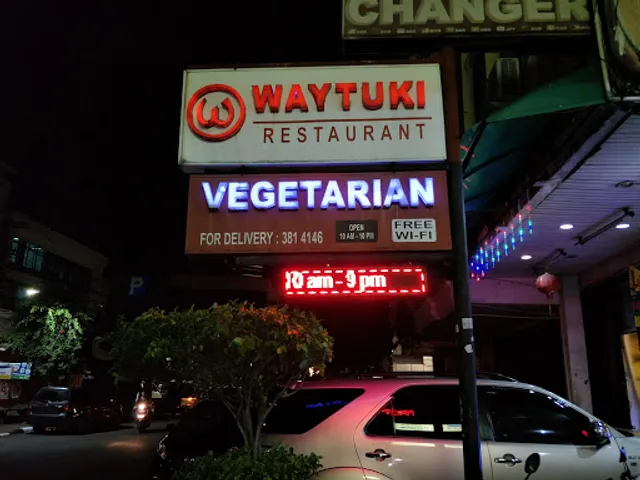 CHANGER
WAYTUKI
RESTAURANT
VEGETARIAN
FOR DELIVERY : 381 4146
OPEN
10 AM - 10 PM
FREE
WI-FI
10 am - 9 pm
P